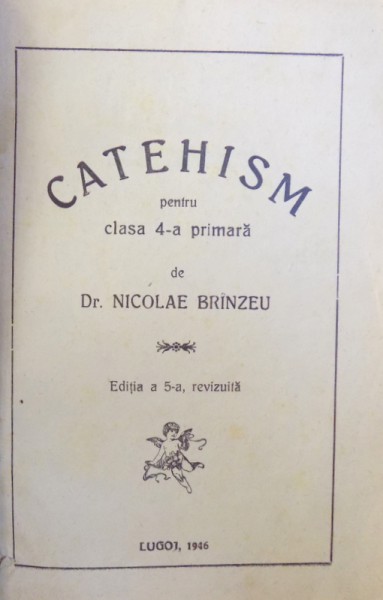 CATEHISM
pentru
clasa 4-a primară
de
Dr. NICOLAE BRÎNZEU
Ediția a 5-a, revizuită
LUGOJ, 1946